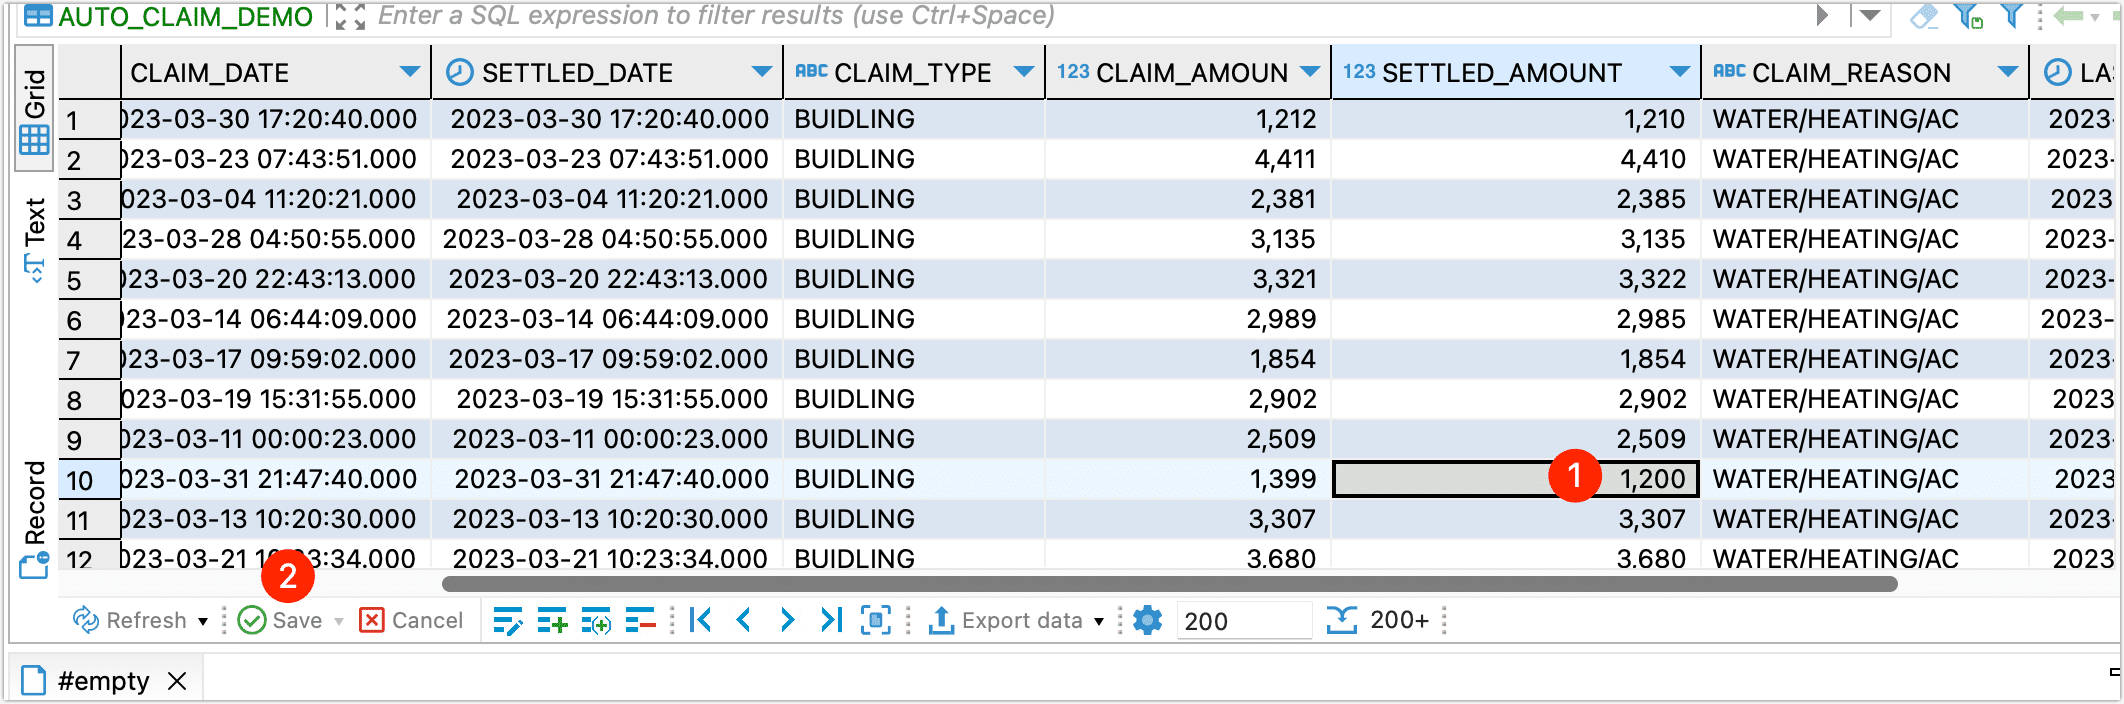 AUTO_CLAIM_DEMO Enter a SQL expression to filter results (use Ctrl+Space)
Grid
Text
Record
CLAIM_DATE SETTLED_DATE ABC CLAIM_TYPE 123 CLAIM_AMOUN 123 SETTLED_AMOUNT ABC CLAIM_REASON LAS
1 023-03-30 17:20:40.000 2023-03-30 17:20:40.000 BUIDLING 1,212 1,210 WATER/HEATING/AC 2023-
2 023-03-23 07:43:51.000 2023-03-23 07:43:51.000 BUIDLING 4,411 4,410 WATER/HEATING/AC 2023-
3 023-03-04 11:20:21.000 2023-03-04 11:20:21.000 BUIDLING 2,381 2,385 WATER/HEATING/AC 2023
4 23-03-28 04:50:55.000 2023-03-28 04:50:55.000 BUIDLING 3,135 3,135 WATER/HEATING/AC 2023-
5 023-03-20 22:43:13.000 2023-03-20 22:43:13.000 BUIDLING 3,321 3,322 WATER/HEATING/AC 2023-
6 023-03-14 06:44:09.000 2023-03-14 06:44:09.000 BUIDLING 2,989 2,985 WATER/HEATING/AC 2023-
7 023-03-17 09:59:02.000 2023-03-17 09:59:02.000 BUIDLING 1,854 1,854 WATER/HEATING/AC 2023-
8 023-03-19 15:31:55.000 2023-03-19 15:31:55.000 BUIDLING 2,902 2,902 WATER/HEATING/AC 2023
9 023-03-11 00:00:23.000 2023-03-11 00:00:23.000 BUIDLING 2,509 2,509 WATER/HEATING/AC 2023-
10 023-03-31 21:47:40.000 2023-03-31 21:47:40.000 BUIDLING 1,399 1 1,200 WATER/HEATING/AC 2023
11 023-03-13 10:20:30.000 2023-03-13 10:20:30.000 BUIDLING 3,307 3,307 WATER/HEATING/AC 2023-
12 023-03-21 3:34.000 2023-03-21 10:23:34.000 BUIDLING 3,680 3,680 WATER/HEATING/AC 2023
2
Refresh Save Cancel Export data 200 200+
#empty